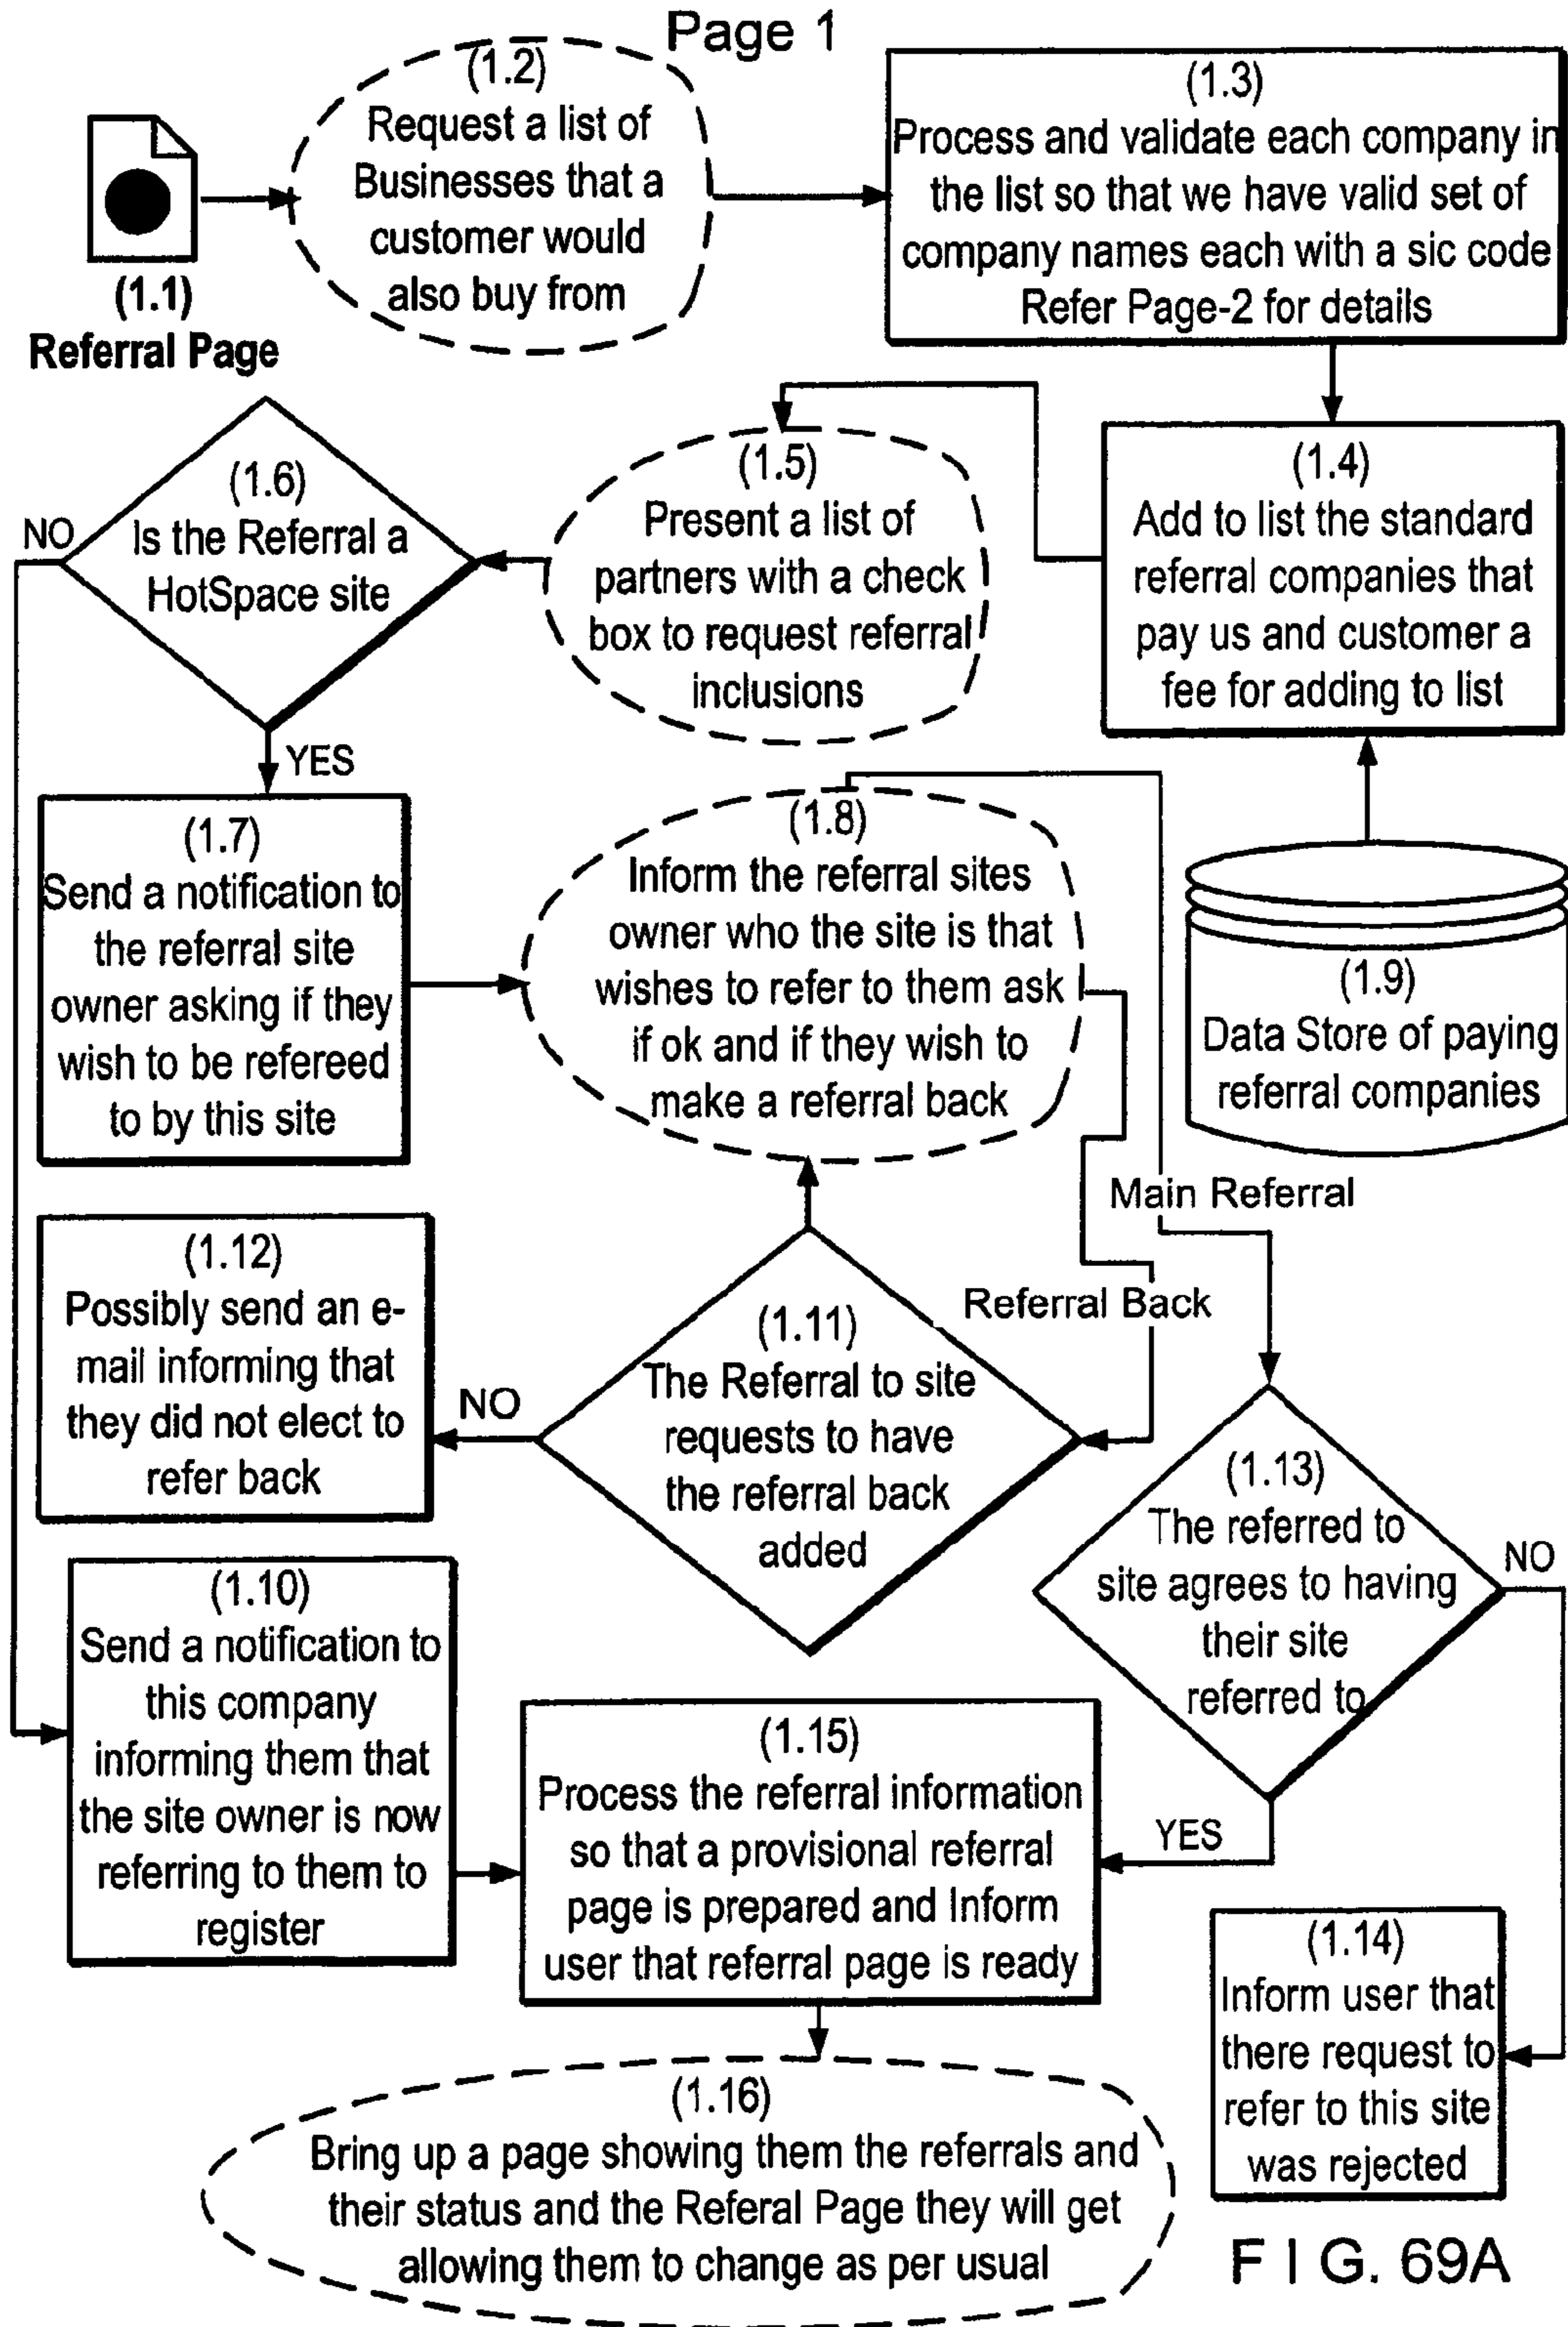 Page 1
(1.1)
Referral Page
(1.2)
Request a list of
Businesses that a
customer would
also buy from
(1.3)
Process and validate each company in
the list so that we have valid set of
company names each with a sic code
Refer Page-2 for details
(1.4)
Add to list the standard
referral companies that
pay us and customer a
fee for adding to list
(1.5)
Present a list of
partners with a check
box to request referral
inclusions
(1.6)
Is the Referral a
HotSpace site
NO
YES
(1.7)
Send a notification to
the referral site
owner asking if they
wish to be refereed
to by this site
(1.8)
Inform the referral sites
owner who the site is that
wishes to refer to them ask
if ok and if they wish to
make a referral back
(1.9)
Data Store of paying
referral companies
Main Referral
Referral Back
(1.12)
Possibly send an e-
mail informing that
they did not elect to
refer back
NO
(1.11)
The Referral to site
requests to have
the referral back
added
(1.13)
The referred to
site agrees to having
their site
referred to
NO
YES
(1.10)
Send a notification to
this company
informing them that
the site owner is now
referring to them to
register
(1.15)
Process the referral information
so that a provisional referral
page is prepared and Inform
user that referral page is ready
(1.14)
Inform user that
there request to
refer to this site
was rejected
(1.16)
Bring up a page showing them the referrals and
their status and the Referal Page they will get
allowing them to change as per usual
FIG. 69A